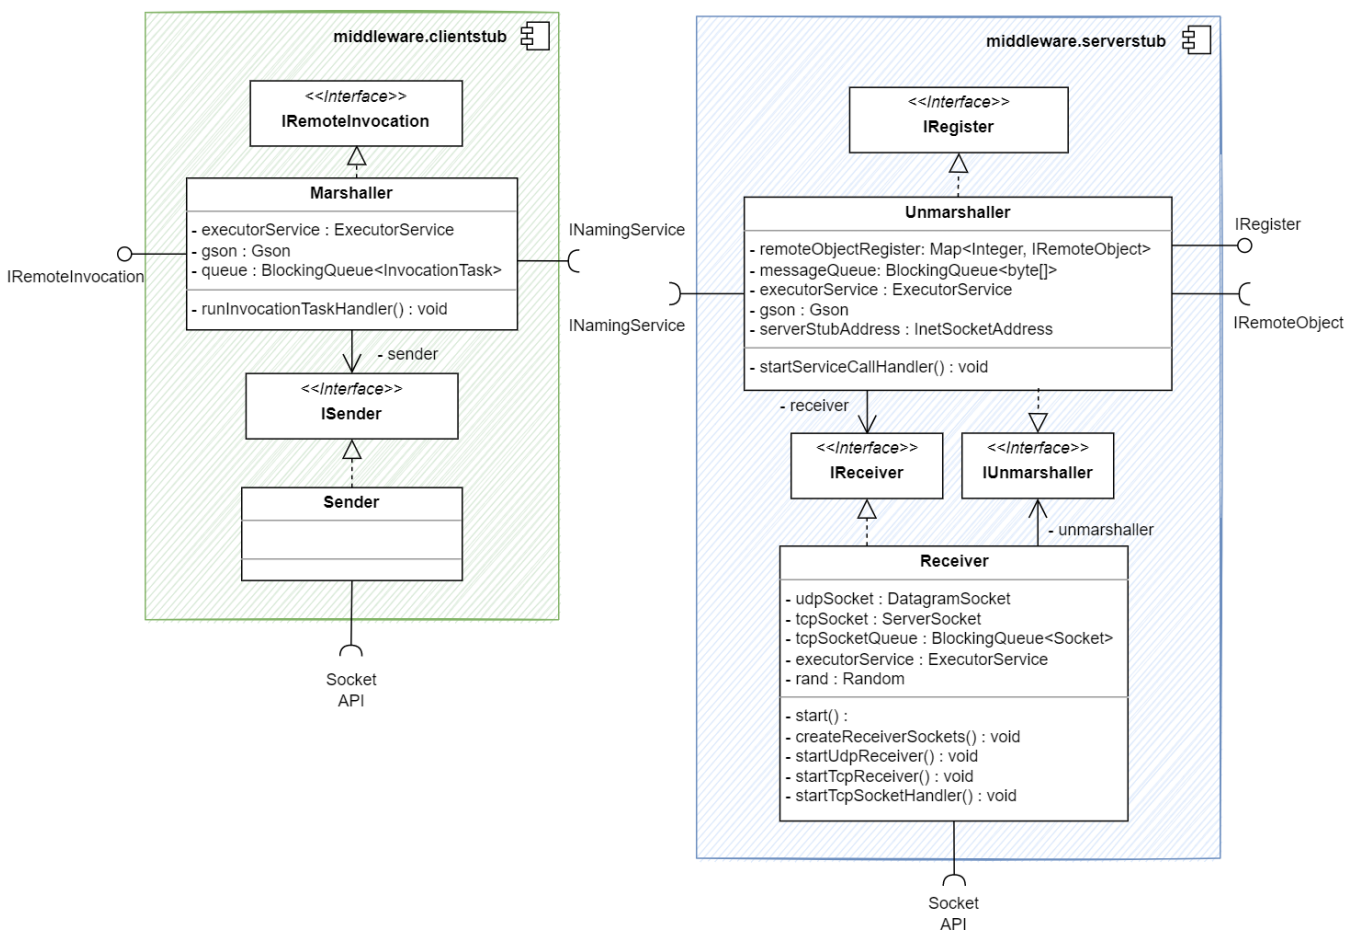 middleware.clientstub
<<Interface>>
IRemoteInvocation
Marshaller
- executorService : ExecutorService
- gson : Gson
- queue : BlockingQueue<InvocationTask>
- runInvocationTaskHandler() : void
IRemoteInvocation
INamingService
- sender
<<Interface>>
ISender
Sender
Socket
API
middleware.serverstub
<<Interface>>
IRegister
Unmarshaller
- remoteObjectRegister: Map<Integer, IRemoteObject>
- messageQueue: BlockingQueue<byte[]>
- executorService : ExecutorService
- gson : Gson
- serverStubAddress : InetSocketAddress
- startServiceCallHandler() : void
INamingService
IRegister
IRemoteObject
- receiver
<<Interface>>
IReceiver
<<Interface>>
IUnmarshaller
- unmarshaller
Receiver
- udpSocket : DatagramSocket
- tcpSocket : ServerSocket
- tcpSocketQueue : BlockingQueue<Socket>
- executorService : ExecutorService
- rand : Random
- start() :
- createReceiverSockets() : void
- startUdpReceiver() : void
- startTcpReceiver() : void
- startTcpSocketHandler() : void
Socket
API